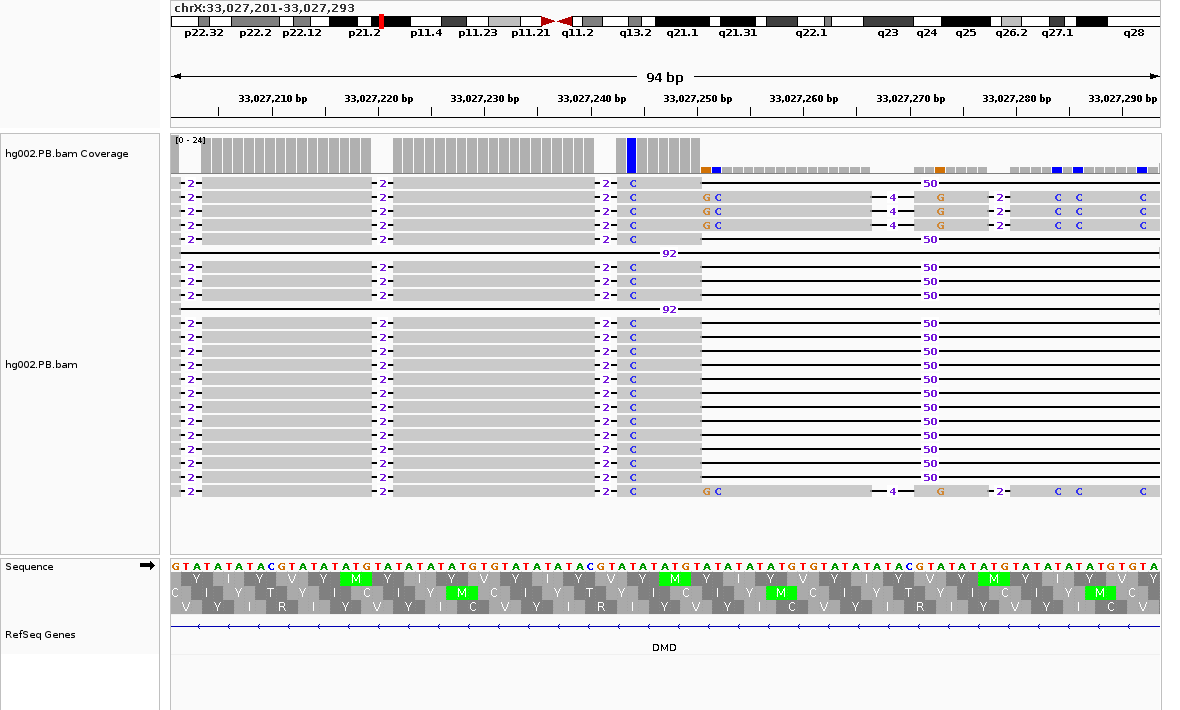 chrX:33,027,201-33,027,293
p22.32 p22.2 p22.12 p21.2 p11.4 p11.23 p11.21 q11.2 q13.2 q21.1 q21.31 q22.1 q23 q24 q25 q26.2 q27.1 q28
94 bp
33,027,210 bp 33,027,220 bp 33,027,230 bp 33,027,240 bp 33,027,250 bp 33,027,260 bp 33,027,270 bp 33,027,280 bp 33,027,290 bp
[0 - 24]
hg002.PB.bam Coverage
2 2 2 C 50
2 2 2 C G C 4 G 2 C C C
2 2 2 C G C 4 G 2 C C C
2 2 2 C G C 4 G 2 C C C
2 2 2 C 50
92
2 2 2 C 50
2 2 2 C 50
2 2 2 C 50
92
2 2 2 C 50
2 2 2 C 50
2 2 2 C 50
hg002.PB.bam
2 2 2 C 50
2 2 2 C 50
2 2 2 C 50
2 2 2 C 50
2 2 2 C 50
2 2 2 C 50
2 2 2 C 50
2 2 2 C 50
2 2 2 C 50
2 2 2 C G C 4 G 2 C C C
Sequence
GTATATATACGTATATATGTATATATATGTGTATATATACGTATATATGTATATATATGTGTATATATACGTATATATGTATATATATGTGTA
Y I Y V Y M Y I Y V Y I Y V Y M Y I Y V Y I Y V Y M Y I Y V Y
C I Y T Y I C I Y M C I Y T Y I C I Y M C I Y T Y I C I Y M C
V Y I R I Y V Y I C V Y I R I Y V Y I C V Y I R I Y V Y I C V
RefSeq Genes
DMD